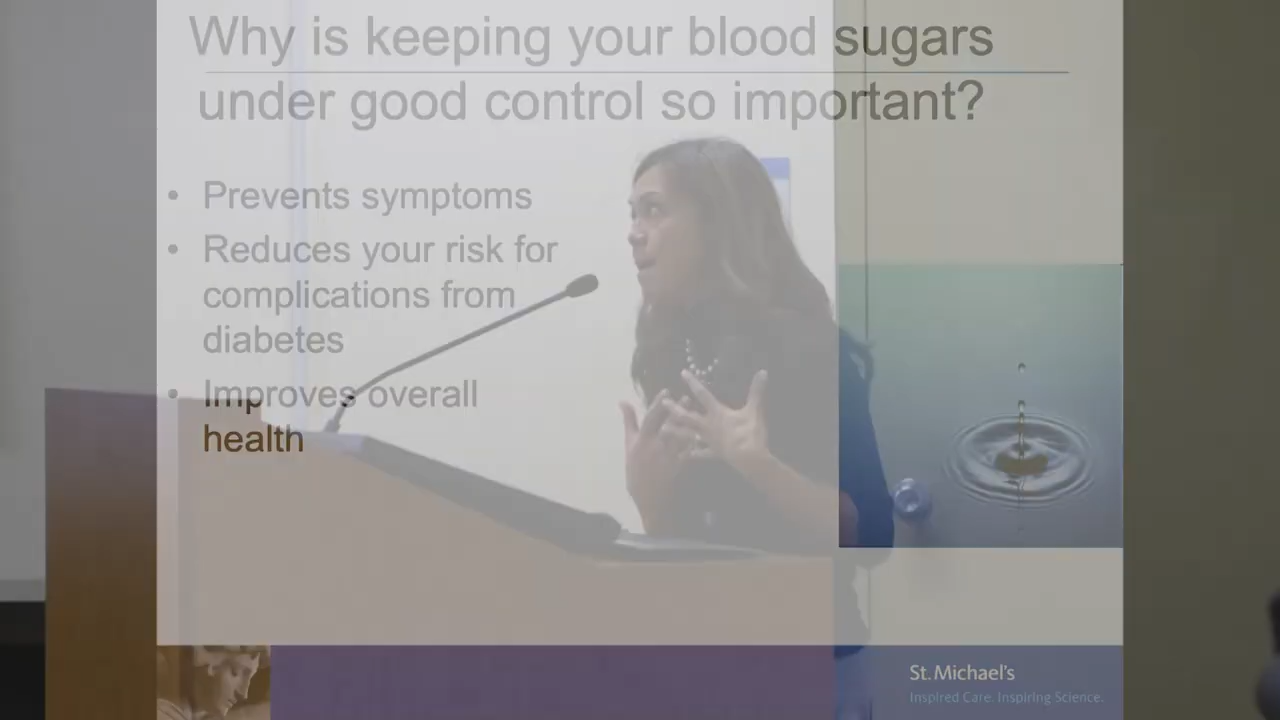 Why is keeping your blood sugars
under good control so important?
• Prevents symptoms
• Reduces your risk for
complications from
diabetes
• Improves overall
health
St. Michael's
Inspired Care. Inspiring Science.